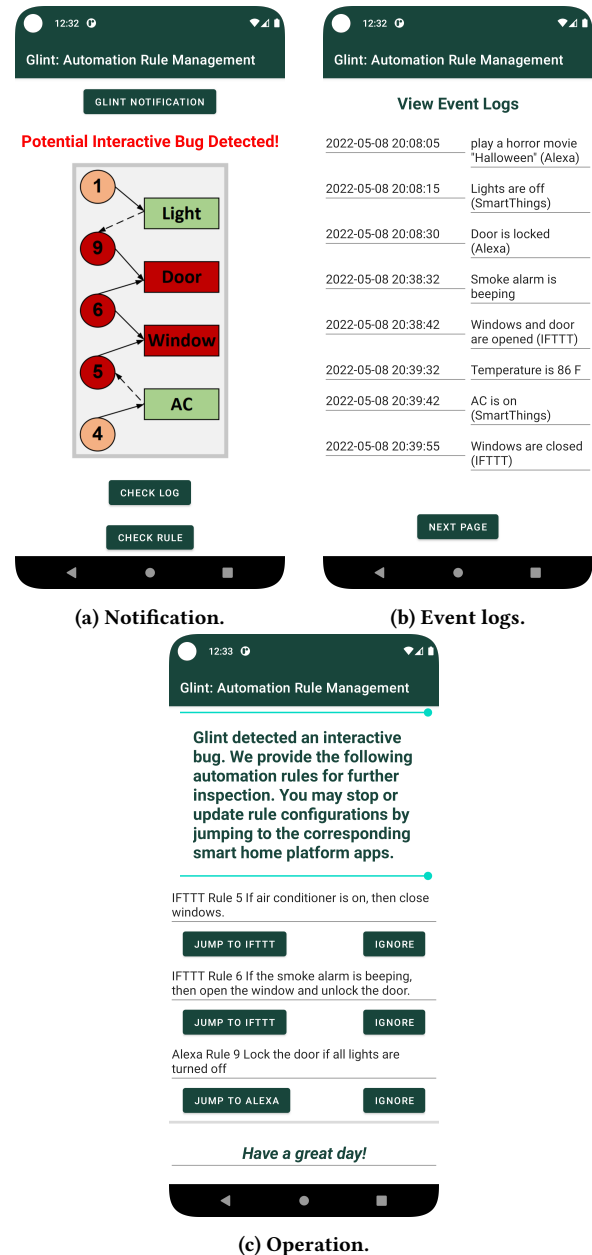 12:32
Glint: Automation Rule Management
GLINT NOTIFICATION
Potential Interactive Bug Detected!
1
Light
9
Door
6
Window
5
AC
4
CHECK LOG
CHECK RULE
(a) Notification.
12:32
Glint: Automation Rule Management
View Event Logs
2022-05-08 20:08:05
play a horror movie
"Halloween" (Alexa)
2022-05-08 20:08:15
Lights are off
(SmartThings)
2022-05-08 20:08:30
Door is locked
(Alexa)
2022-05-08 20:38:32
Smoke alarm is
beeping
2022-05-08 20:38:42
Windows and door
are opened (IFTTT)
2022-05-08 20:39:32
Temperature is 86 F
2022-05-08 20:39:42
AC is on
(SmartThings)
2022-05-08 20:39:55
Windows are closed
(IFTTT)
NEXT PAGE
(b) Event logs.
12:33
Glint: Automation Rule Management
Glint detected an interactive
bug. We provide the following
automation rules for further
inspection. You may stop or
update rule configurations by
jumping to the corresponding
smart home platform apps.
IFTTT Rule 5 If air conditioner is on, then close
windows.
JUMP TO IFTTT
IGNORE
IFTTT Rule 6 If the smoke alarm is beeping,
then open the window and unlock the door.
JUMP TO IFTTT
IGNORE
Alexa Rule 9 Lock the door if all lights are
turned off
JUMP TO ALEXA
IGNORE
Have a great day!
(c) Operation.